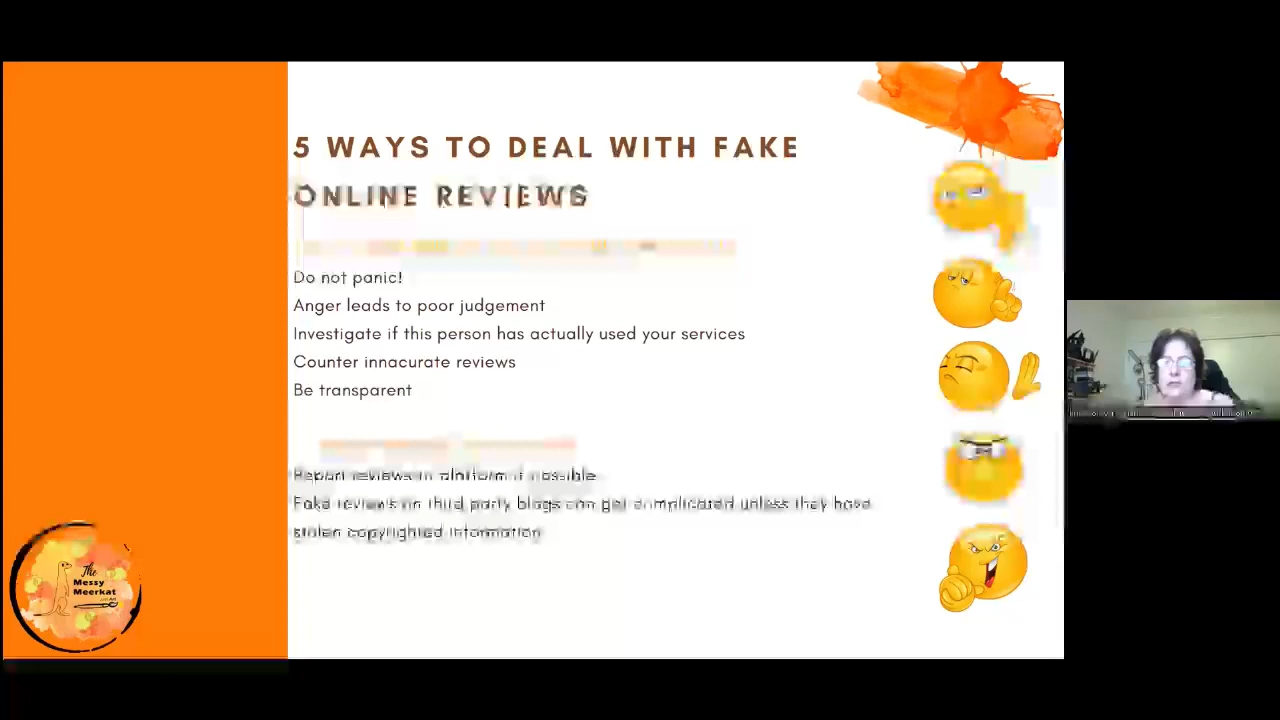 5 WAYS TO DEAL WITH FAKE
ONLINE REVIEWS
Do not panic!
Anger leads to poor judgement
Investigate if this person has actually used your services
Counter innacurate reviews
Be transparent
Report reviews in platform if possible
Fake reviews on third party blogs can get complicated unless they have
stolen copyrighted information
The
Messy
Meerkat